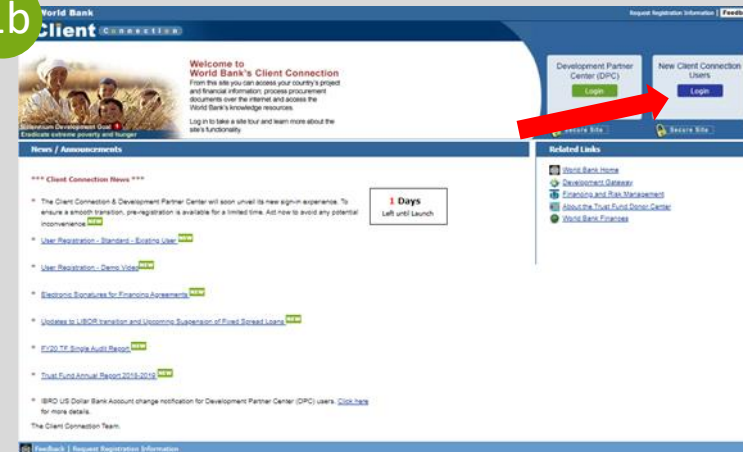 .b
World Bank
Client Connection
Request Registration Information | Feedb
Welcome to
World Bank's Client Connection
From this site you can access your country's project
and financial information; process procurement
documents over the internet and access the
World Bank's knowledge resources.
Log in to take a site tour and learn more about the
site's functionality.
Millennium Development Goal 1
Eradicate extreme poverty and hunger
Development Partner
Center (DPC)
Login
Secure Site
New Client Connection
Users
Login
Secure Site
News / Announcements
Related Links
*** Client Connection News ***
The Client Connection & Development Partner Center will soon unveil its new sign-in experience. To
ensure a smooth transition, pre-registration is available for a limited time. Act now to avoid any potential
inconvenience. NEW
1 Days
Left until Launch
User Registration - Standard - Existing User NEW
User Registration - Demo Video NEW
Electronic Signatures for Financing Agreements NEW
Updates to LIBOR transition and Upcoming Suspension of Fixed Spread Loans NEW
FY20 TF Single Audit Report NEW
Trust Fund Annual Report 2018-2019 NEW
IBRD US Dollar Bank Account change notification for Development Partner Center (DPC) users. Click here
for more details.
The Client Connection Team.
World Bank Home
Development Gateway
Financing and Risk Management
About the Trust Fund Donor Center
World Bank Finances
Feedback | Request Registration Information